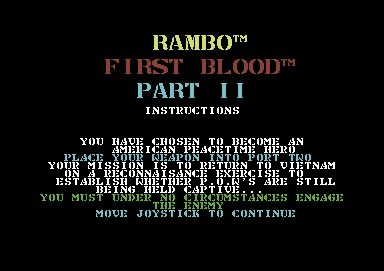 RAMBO™
FIRST BLOOD™
PART II
INSTRUCTIONS
YOU HAVE CHOSEN TO BECOME AN
AMERICAN PEACETIME HERO
PLACE YOUR WEAPON INTO PORT TWO
YOUR MISSION IS TO RETURN TO VIETNAM
ON A RECONNAISANCE EXERCISE TO
ESTABLISH WHETHER P.O.W'S ARE STILL
BEING HELD CAPTIVE...
YOU MUST UNDER NO CIRCUMSTANCES ENGAGE
THE ENEMY
MOVE JOYSTICK TO CONTINUE